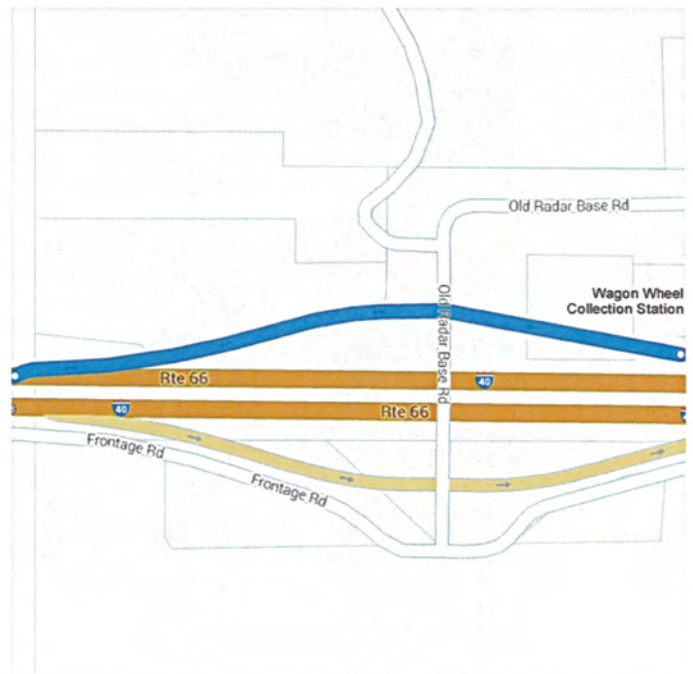 Old Radar Base Rd
Old Radar Base Rd
Wagon Wheel
Collection Station
Rte 66
40
40
Rte 66
Frontage Rd
Frontage Rd